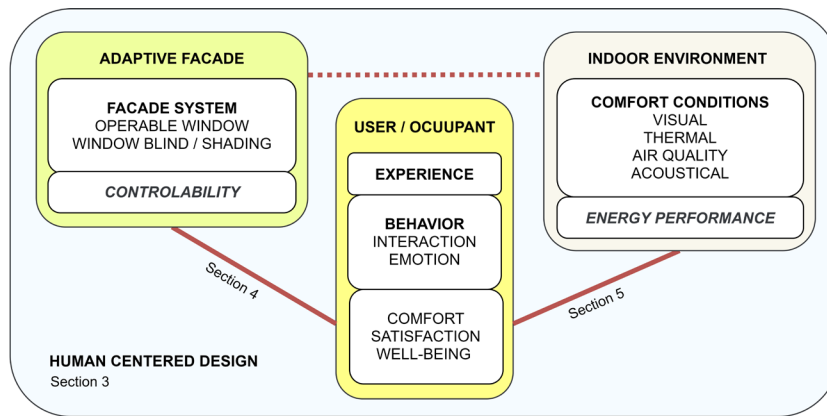 ADAPTIVE FACADE
FACADE SYSTEM
OPERABLE WINDOW
WINDOW BLIND / SHADING
CONTROLABILITY
USER / OCUUPANT
EXPERIENCE
BEHAVIOR
INTERACTION
EMOTION
COMFORT
SATISFACTION
WELL-BEING
INDOOR ENVIRONMENT
COMFORT CONDITIONS
VISUAL
THERMAL
AIR QUALITY
ACOUSTICAL
ENERGY PERFORMANCE
Section 4
Section 5
HUMAN CENTERED DESIGN
Section 3